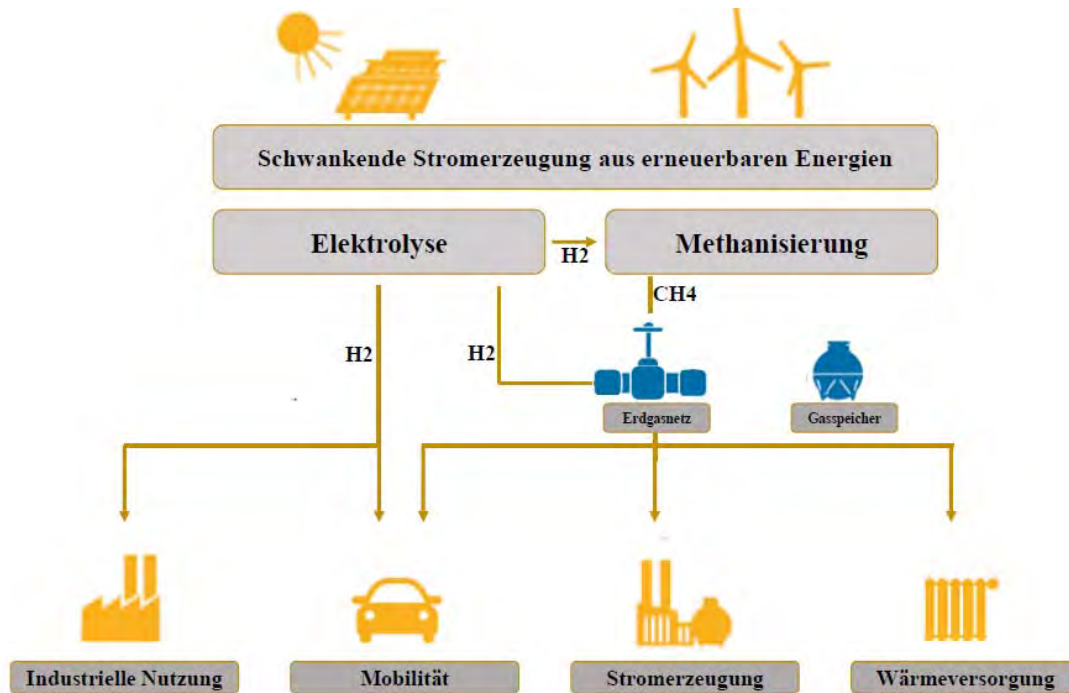 Schwankende Stromerzeugung aus erneuerbaren Energien
Elektrolyse
H2
Methanisierung
CH4
H2
H2
Erdgasnetz
Gasspeicher
Industrielle Nutzung
Mobilität
Stromerzeugung
Wärmeversorgung